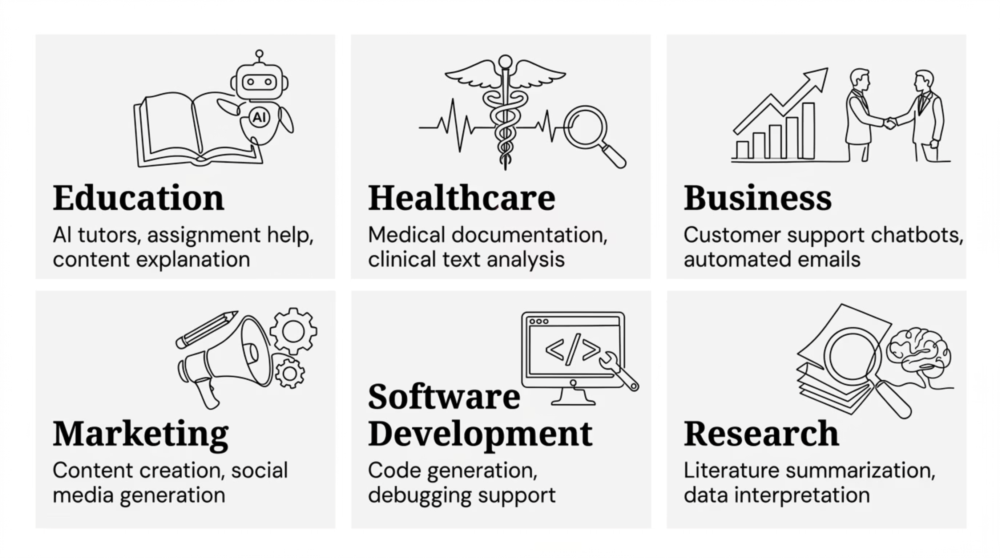 AI
Education
AI tutors, assignment help,
content explanation
Healthcare
Medical documentation,
clinical text analysis
Business
Customer support chatbots,
automated emails
Marketing
Content creation, social
media generation
</>
Software
Development
Code generation,
debugging support
Research
Literature summarization,
data interpretation